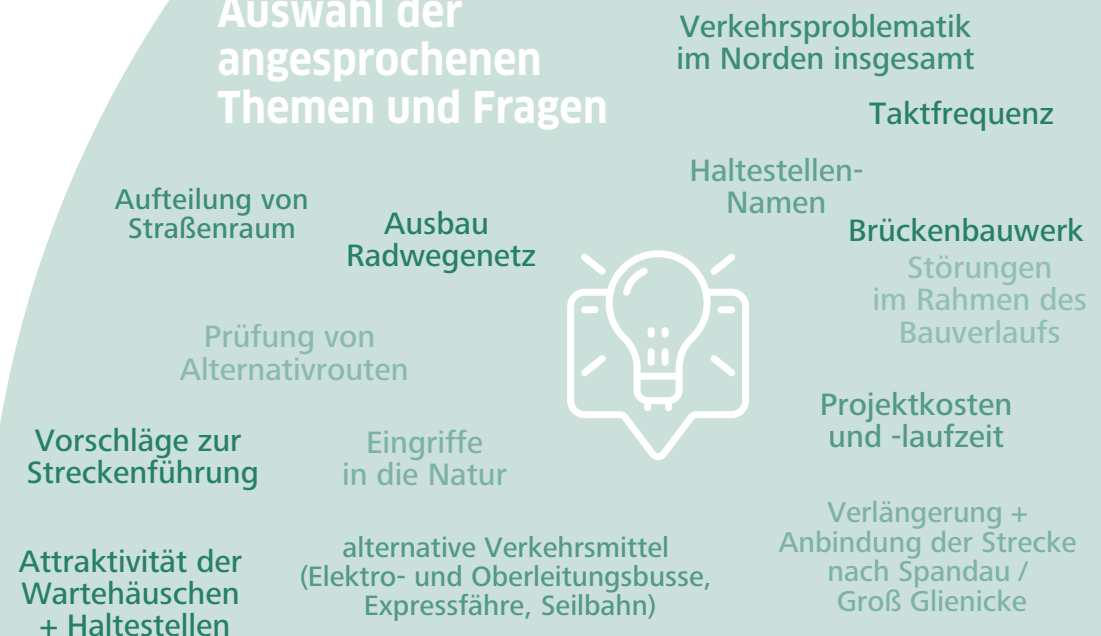 Auswahl der
angesprochenen
Themen und Fragen
Verkehrsproblematik
im Norden insgesamt
Taktfrequenz
Haltestellen-
Namen
Aufteilung von
Straßenraum
Ausbau
Radwegenetz
Brückenbauwerk
Störungen
im Rahmen des
Bauverlaufs
Prüfung von
Alternativrouten
Projektkosten
und -laufzeit
Vorschläge zur
Streckenführung
Eingriffe
in die Natur
Verlängerung +
Anbindung der Strecke
nach Spandau /
Groß Glienicke
Attraktivität der
Wartehäuschen
+ Haltestellen
alternative Verkehrsmittel
(Elektro- und Oberleitungsbusse,
Expressfähre, Seilbahn)